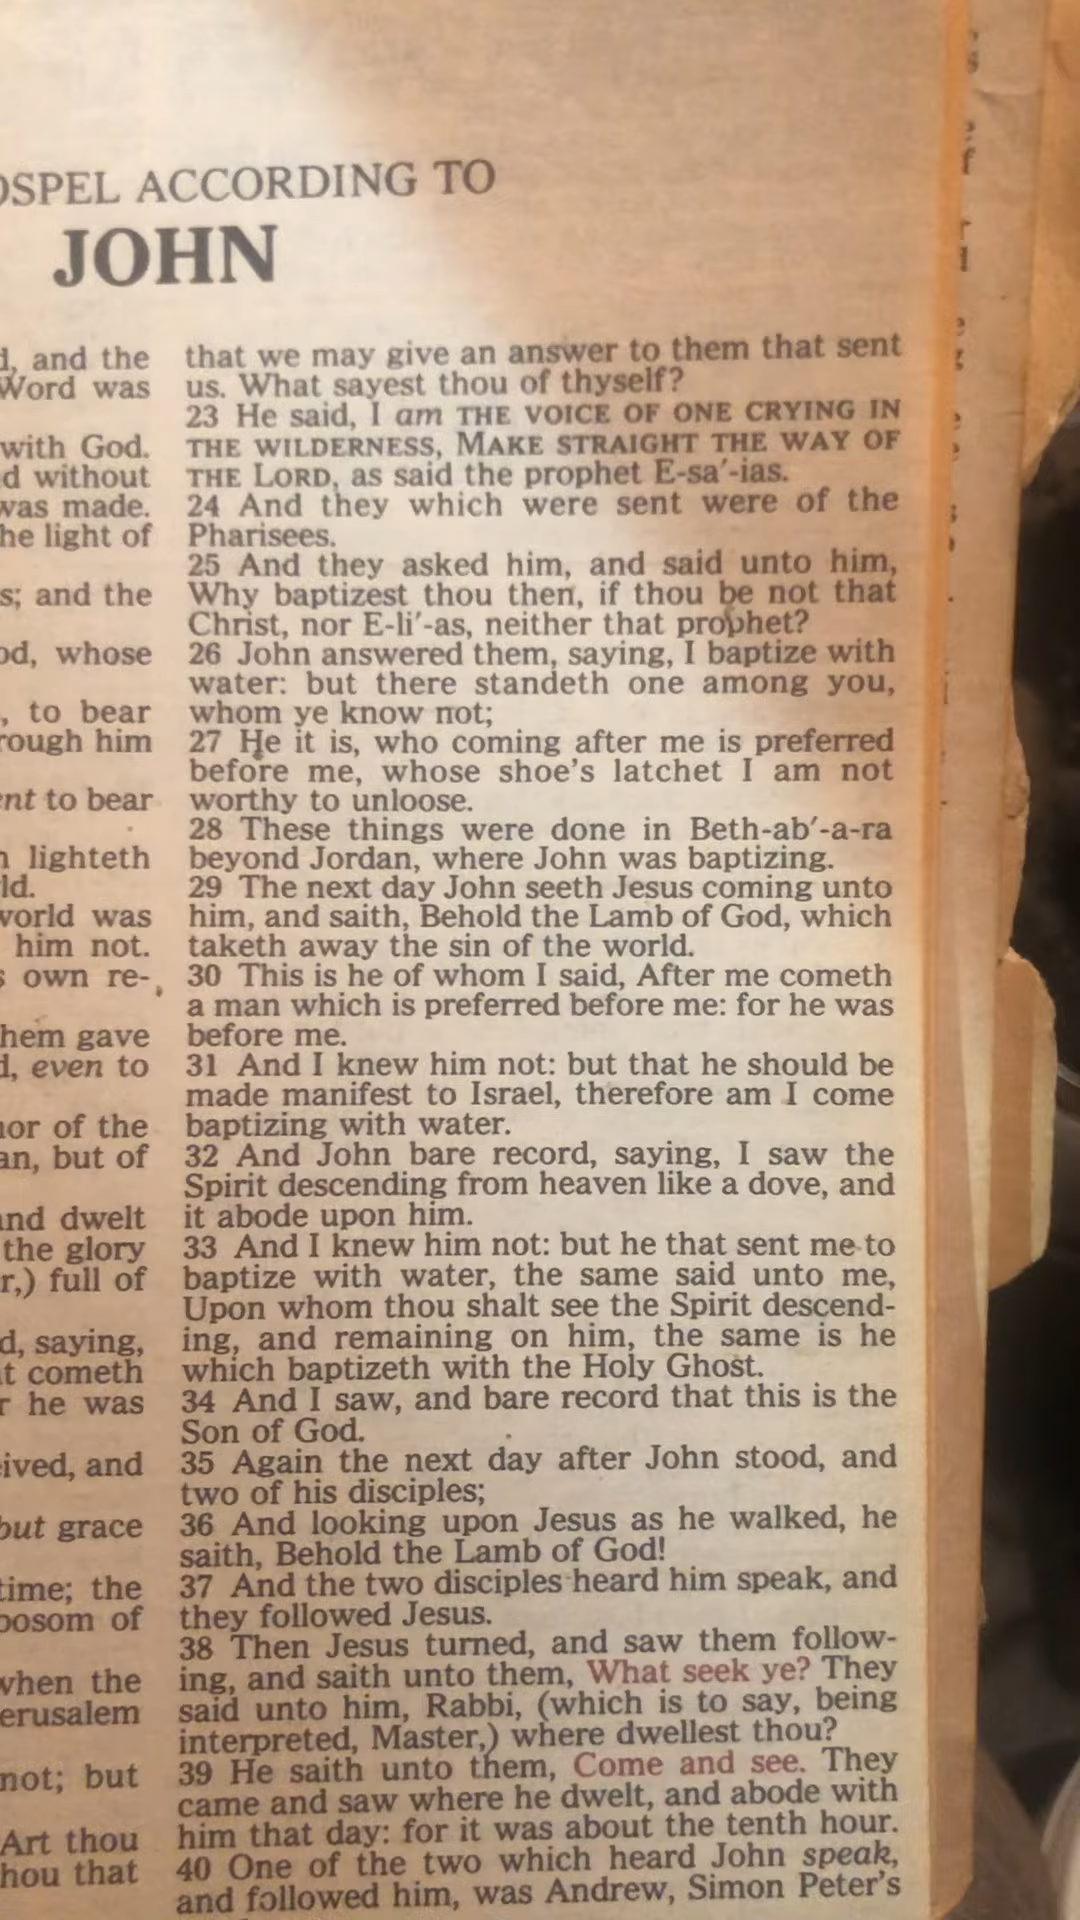 OSPEL ACCORDING TO
JOHN
d, and the
Word was
with God.
d without
was made.
he light of
s; and the
od, whose
, to bear
rough him
nt to bear
n lighteth
ld.
world was
him not.
s own re-
hem gave
d, even to
nor of the
an, but of
and dwelt
the glory
r,) full of
d, saying,
at cometh
r he was
eived, and
but grace
time; the
bosom of
when the
erusalem
not; but
Art thou
hou that
that we may give an answer to them that sent
us. What sayest thou of thyself?
23 He said, I am THE VOICE OF ONE CRYING IN
THE WILDERNESS, MAKE STRAIGHT THE WAY OF
THE LORD, as said the prophet E-sa′-ias.
24 And they which were sent were of the
Pharisees.
25 And they asked him, and said unto him,
Why baptizest thou then, if thou be not that
Christ, nor E-li′-as, neither that prophet?
26 John answered them, saying, I baptize with
water: but there standeth one among you,
whom ye know not;
27 He it is, who coming after me is preferred
before me, whose shoe's latchet I am not
worthy to unloose.
28 These things were done in Beth-ab′-a-ra
beyond Jordan, where John was baptizing.
29 The next day John seeth Jesus coming unto
him, and saith, Behold the Lamb of God, which
taketh away the sin of the world.
30 This is he of whom I said, After me cometh
a man which is preferred before me: for he was
before me.
31 And I knew him not: but that he should be
made manifest to Israel, therefore am I come
baptizing with water.
32 And John bare record, saying, I saw the
Spirit descending from heaven like a dove, and
it abode upon him.
33 And I knew him not: but he that sent me to
baptize with water, the same said unto me,
Upon whom thou shalt see the Spirit descend-
ing, and remaining on him, the same is he
which baptizeth with the Holy Ghost.
34 And I saw, and bare record that this is the
Son of God.
35 Again the next day after John stood, and
two of his disciples;
36 And looking upon Jesus as he walked, he
saith, Behold the Lamb of God!
37 And the two disciples heard him speak, and
they followed Jesus.
38 Then Jesus turned, and saw them follow-
ing, and saith unto them, What seek ye? They
said unto him, Rabbi, (which is to say, being
interpreted, Master,) where dwellest thou?
39 He saith unto them, Come and see. They
came and saw where he dwelt, and abode with
him that day: for it was about the tenth hour.
40 One of the two which heard John speak,
and followed him, was Andrew, Simon Peter's